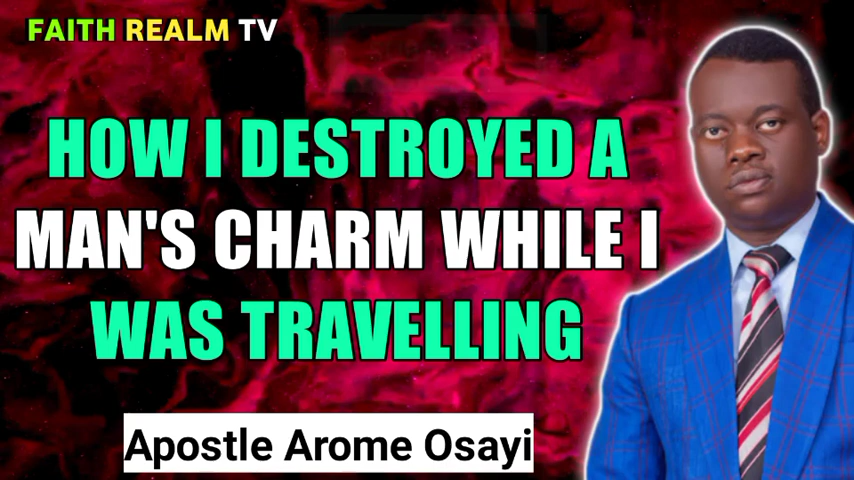 FAITH REALM TV
HOW I DESTROYED A
MAN'S CHARM WHILE I
WAS TRAVELLING
Apostle Arome Osayi